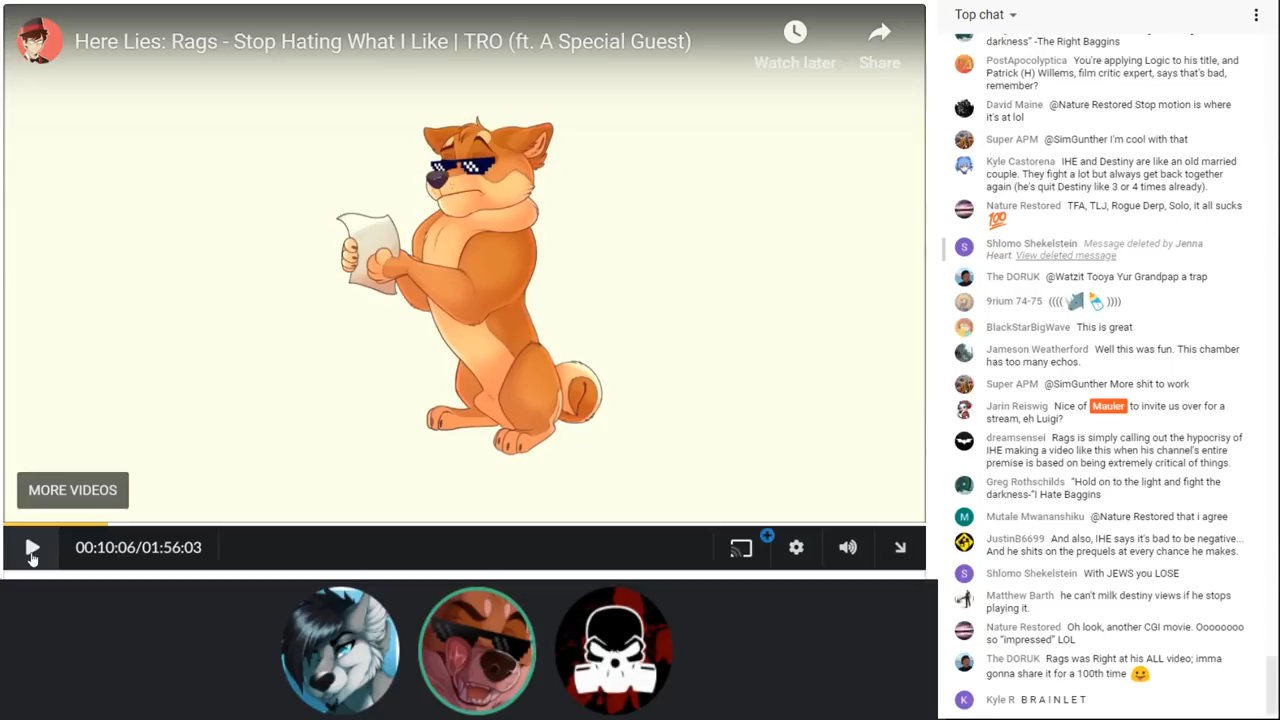 Here Lies: Rags - Stop Hating What I Like | TRO (ft. A Special Guest)
Watch later
Share
MORE VIDEOS
00:10:06/01:56:03
Top chat
darkness” -The Right Baggins
PostApocolyptica You're applying Logic to his title, and
Patrick (H) Willems, film critic expert, says that's bad,
remember?
David Maine @Nature Restored Stop motion is where
it's at lol
Super APM @SimGunther I'm cool with that
Kyle Castorena IHE and Destiny are like an old married
couple. They fight a lot but always get back together
again (he's quit Destiny like 3 or 4 times already).
Nature Restored TFA, TLJ, Rogue Derp, Solo, it all sucks
💯
S Shlomo Shekelstein Message deleted by Jenna
Heart. View deleted message
The DORUK @Watzit Tooya Yur Grandpap a trap
9rium 74-75 (((( ))))
BlackStarBigWave This is great
Jameson Weatherford Well this was fun. This chamber
has too many echos.
Super APM @SimGunther More shit to work
Jarin Reiswig Nice of Mauler to invite us over for a
stream, eh Luigi?
dreamsensei Rags is simply calling out the hypocrisy of
IHE making a video like this when his channel's entire
premise is based on being extremely critical of things.
Greg Rothschilds “Hold on to the light and fight the
darkness-”I Hate Baggins
M Mutale Mwananshiku @Nature Restored that i agree
JustinB6699 And also, IHE says it's bad to be negative...
And he shits on the prequels at every chance he makes.
S Shlomo Shekelstein With JEWS you LOSE
Matthew Barth he can't milk destiny views if he stops
playing it.
Nature Restored Oh look, another CGI movie. Ooooooo
so “impressed” LOL
The DORUK Rags was Right at his ALL video; imma
gonna share it for a 100th time
K Kyle R B R A I N L E T